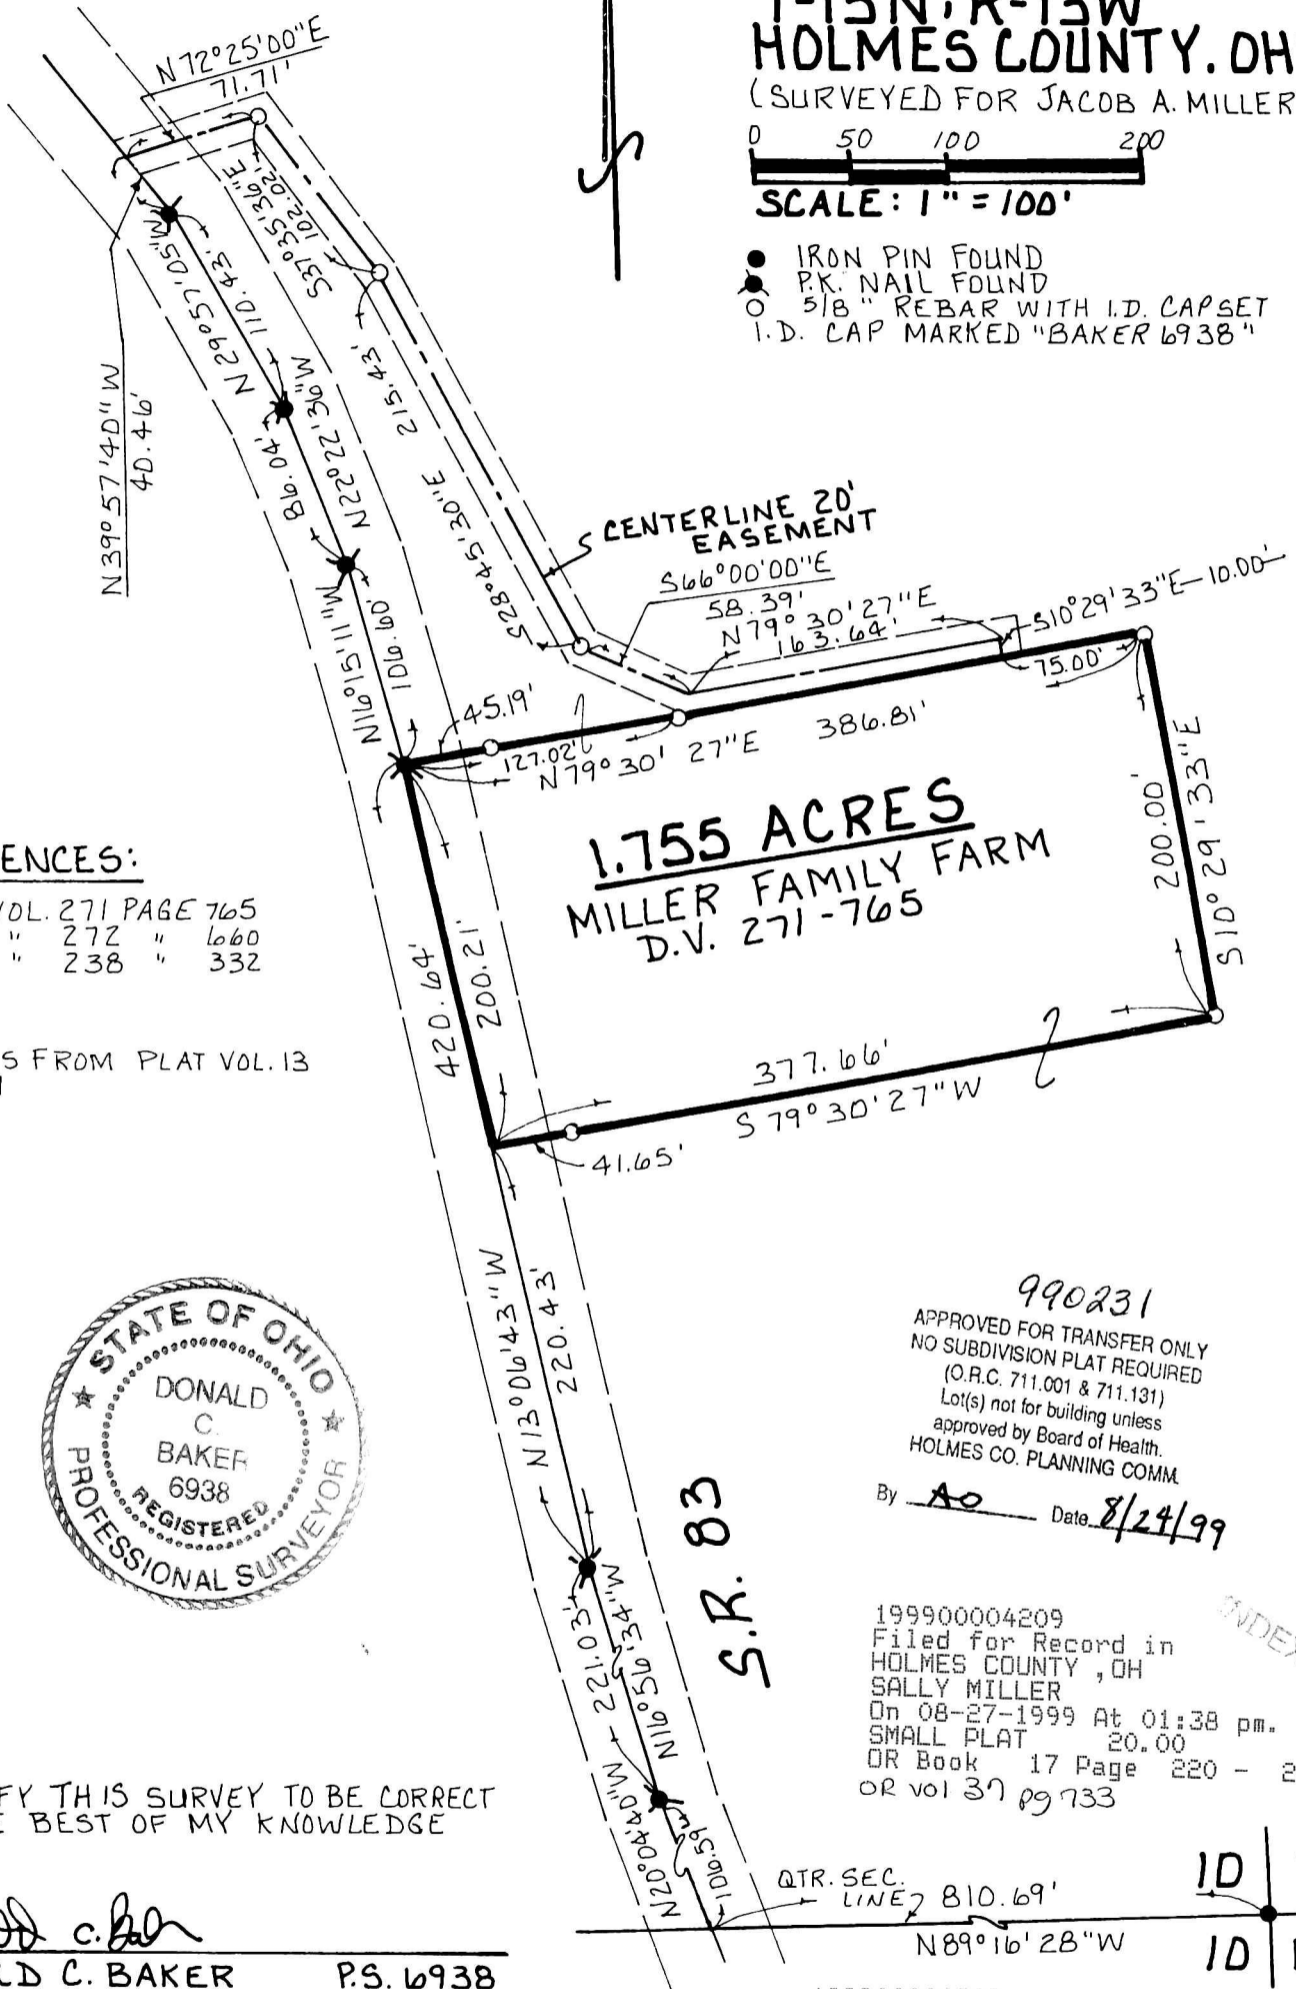 T-15N, R-13W
HOLMES COUNTY. OH
(SURVEYED FOR JACOB A. MILLER
0 50 100 200
SCALE: 1" = 100'
IRON PIN FOUND
P.K. NAIL FOUND
5/8" REBAR WITH I.D. CAP SET
I.D. CAP MARKED "BAKER 6938"
N72°25'00"E
71.71'
S37°35'36"E
102.02'
N29°57'05"W
110.43'
N39°57'40"W
40.46'
215.43'
S28°45'30"E
86.04'
N22°22'36"W
CENTERLINE 20'
EASEMENT
S66°00'00"E
58.39'
N79°30'27"E
163.64'
S10°29'33"E-10.00'
75.00'
N16°15'11"W
106.60'
45.19'
127.02'
N79°30'27"E
386.81'
1.755 ACRES
MILLER FAMILY FARM
D.V. 271-765
200.00'
S10°29'33"E
ENCES:
VOL. 271 PAGE 765
" 272 " 660
" 238 " 332
S FROM PLAT VOL. 13
420.64'
200.21'
377.66'
S79°30'27"W
41.65'
N13°06'43"W
220.43'
STATE OF OHIO
DONALD
C.
BAKER
6938
REGISTERED
PROFESSIONAL SURVEYOR
990231
APPROVED FOR TRANSFER ONLY
NO SUBDIVISION PLAT REQUIRED
(O.R.C. 711.001 & 711.131)
Lot(s) not for building unless
approved by Board of Health.
HOLMES CO. PLANNING COMM.
By AO Date 8/24/99
S.R. 83
221.03'
N16°56'34"W
199900004209
Filed for Record in
HOLMES COUNTY ,OH
SALLY MILLER
On 08-27-1999 At 01:38 pm.
SMALL PLAT 20.00
OR Book 17 Page 220 - 2
OR vol 37 pg 733
INDEX
FY THIS SURVEY TO BE CORRECT
E BEST OF MY KNOWLEDGE
N20°04'40"W
106.59'
QTR. SEC.
LINE 810.69'
N89°16'28"W
10
10
LD C. BAKER P.S. 6938